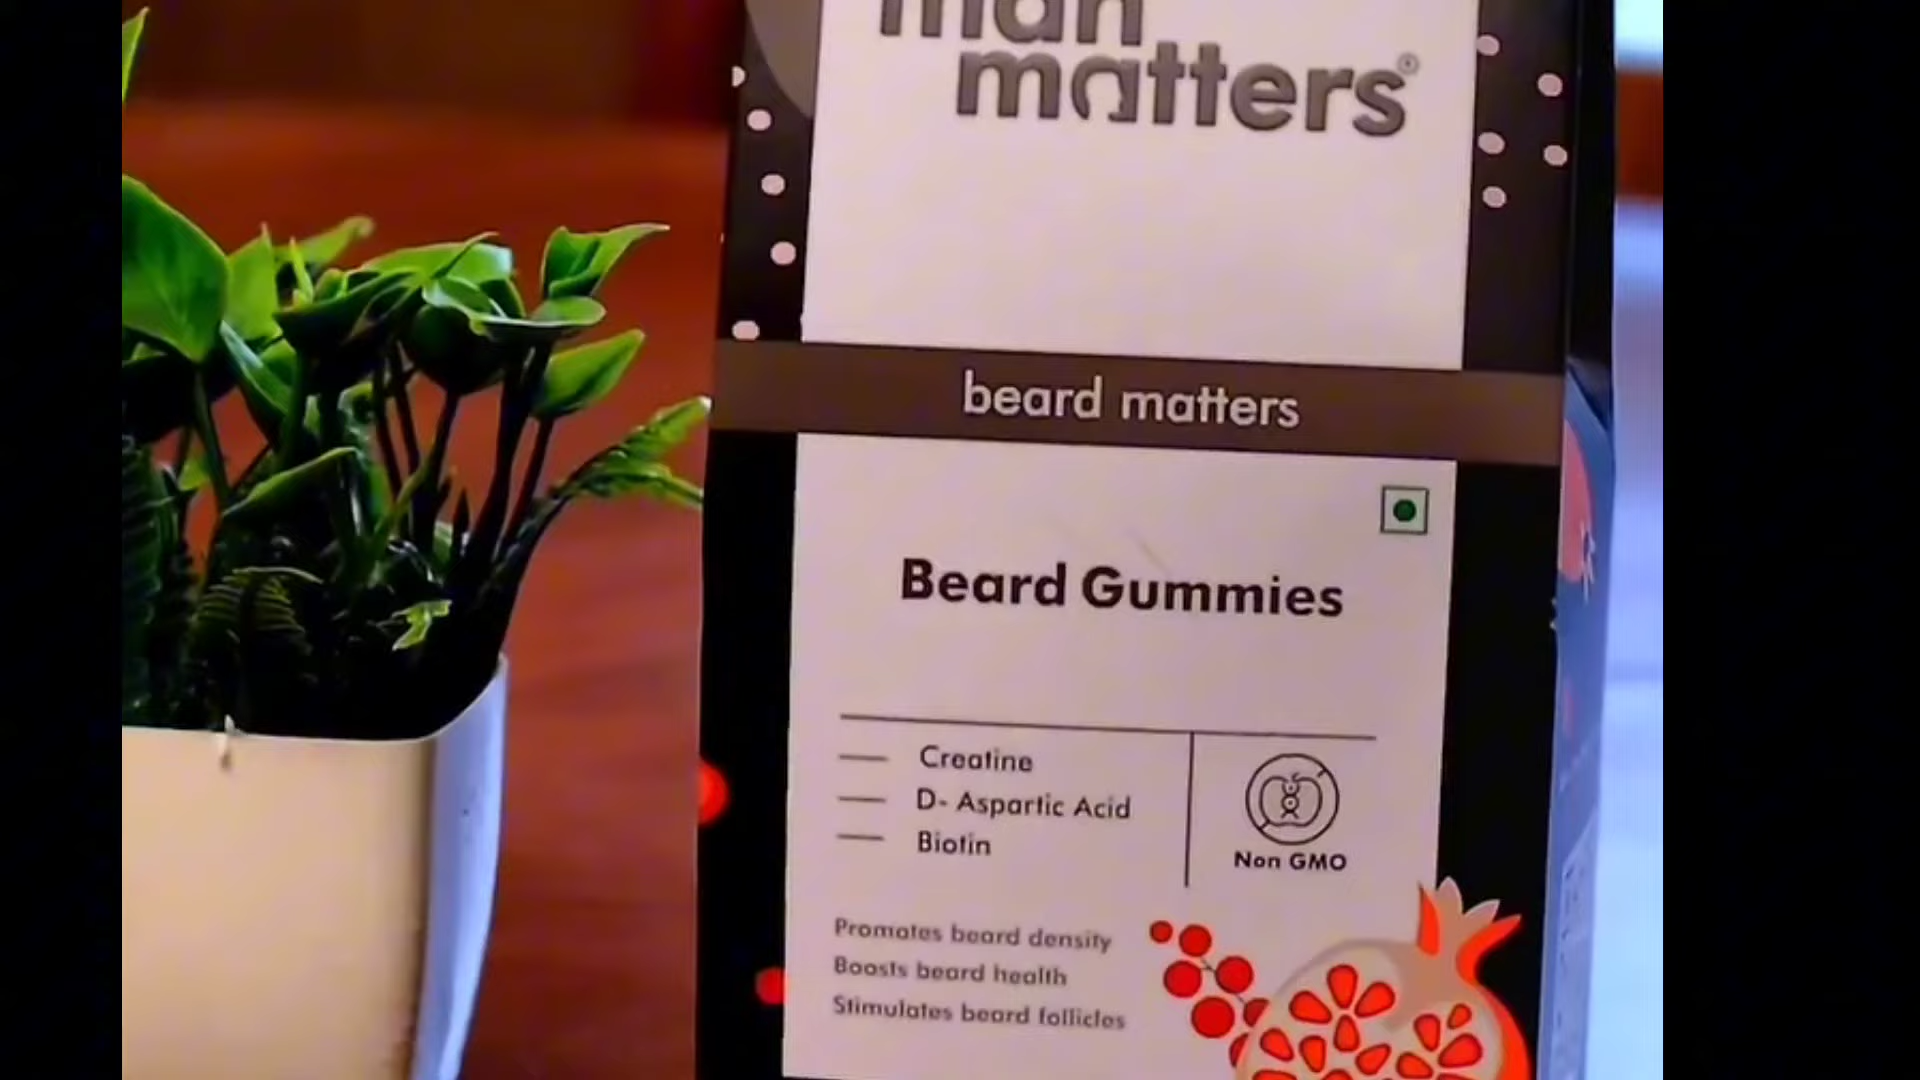 man
matters®
beard matters
Beard Gummies
Creatine
D- Aspartic Acid
Biotin
Non GMO
Promotes beard density
Boosts beard health
Stimulates beard follicles